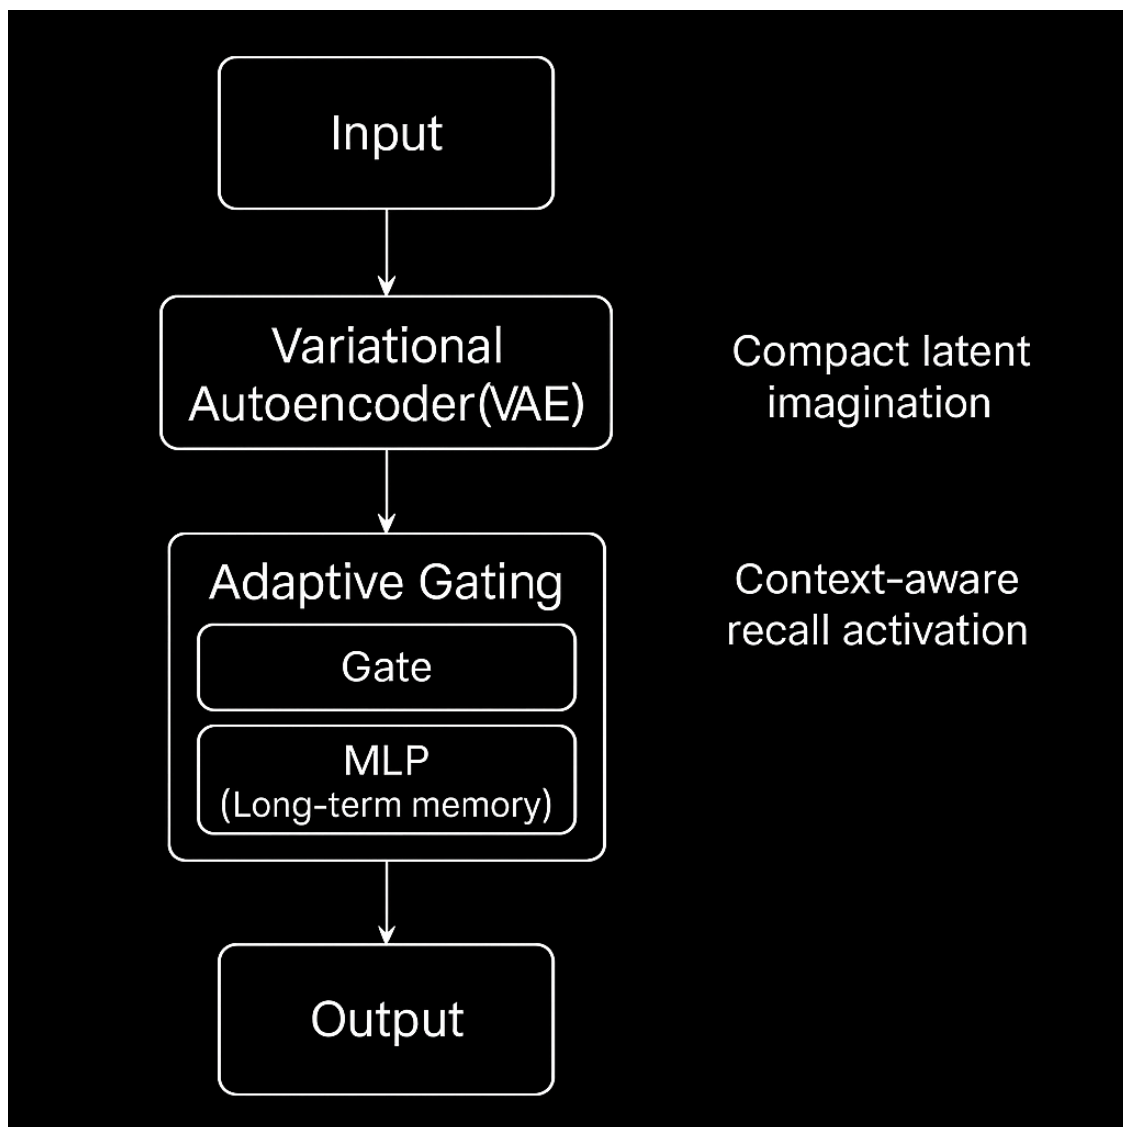 Input
Variational
Autoencoder(VAE)
Compact latent
imagination
Adaptive Gating
Gate
MLP
(Long-term memory)
Context-aware
recall activation
Output